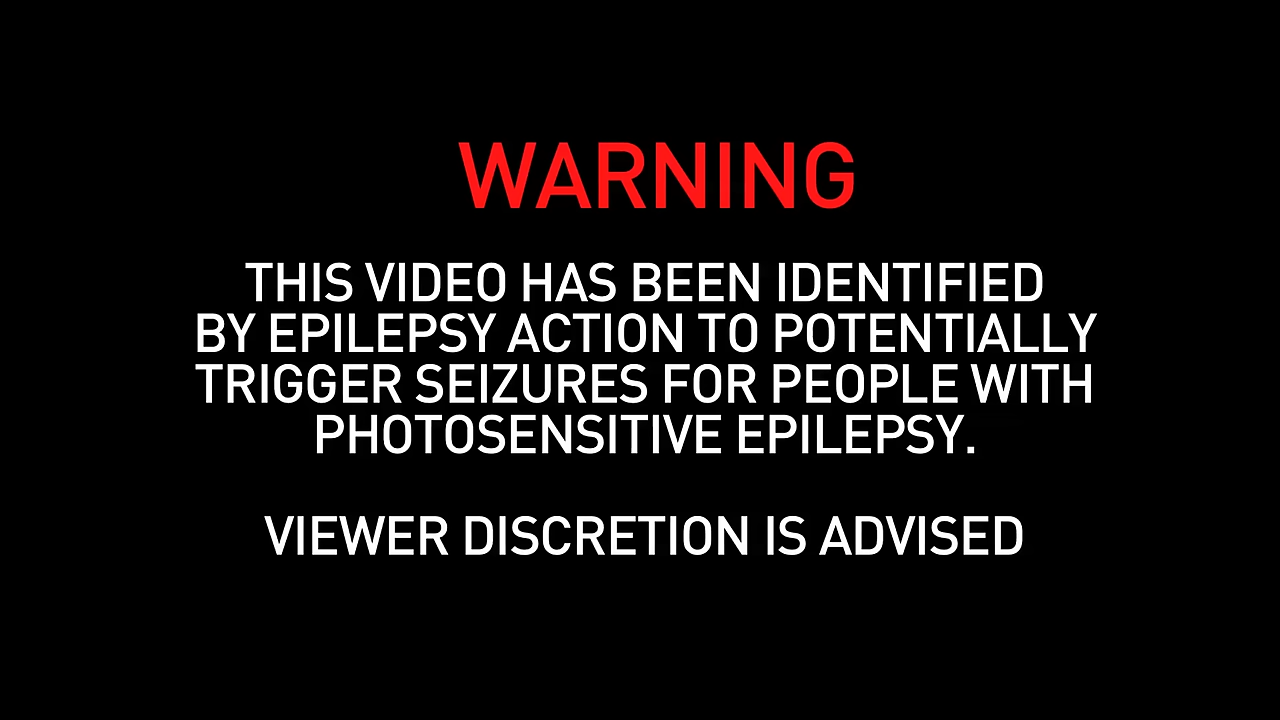 WARNING
THIS VIDEO HAS BEEN IDENTIFIED
BY EPILEPSY ACTION TO POTENTIALLY
TRIGGER SEIZURES FOR PEOPLE WITH
PHOTOSENSITIVE EPILEPSY.
VIEWER DISCRETION IS ADVISED